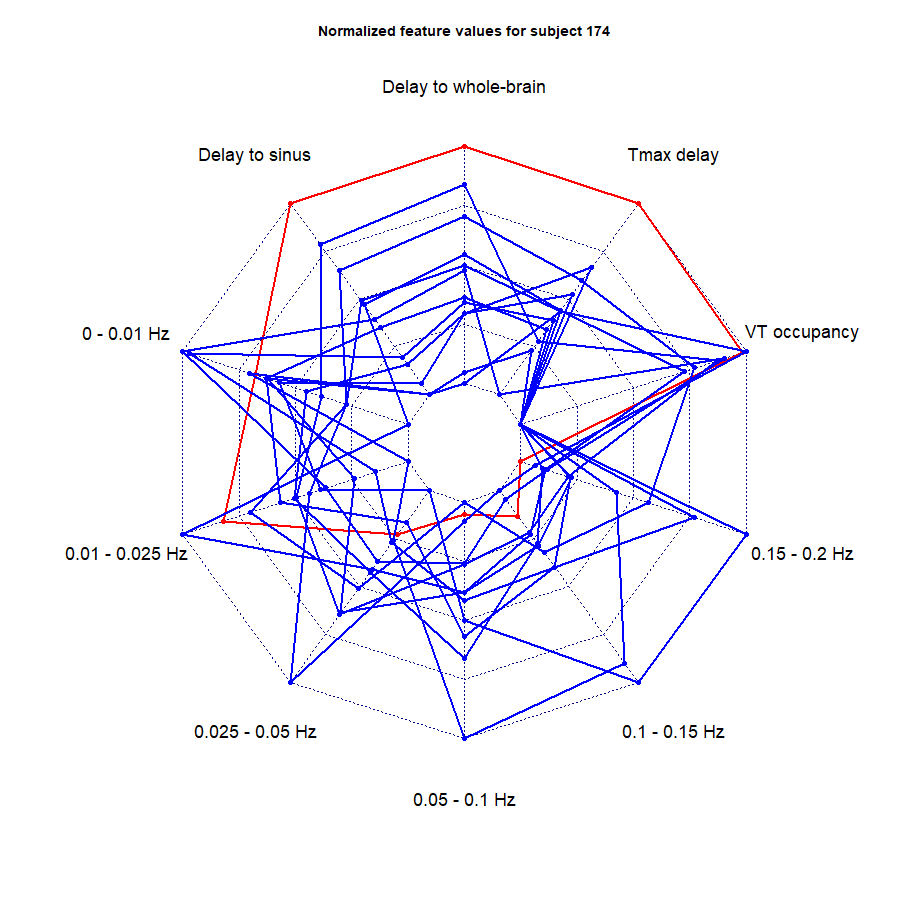 Normalized feature values for subject 174
Delay to whole-brain
Delay to sinus
Tmax delay
0 - 0.01 Hz
VT occupancy
0.01 - 0.025 Hz
0.15 - 0.2 Hz
0.025 - 0.05 Hz
0.1 - 0.15 Hz
0.05 - 0.1 Hz